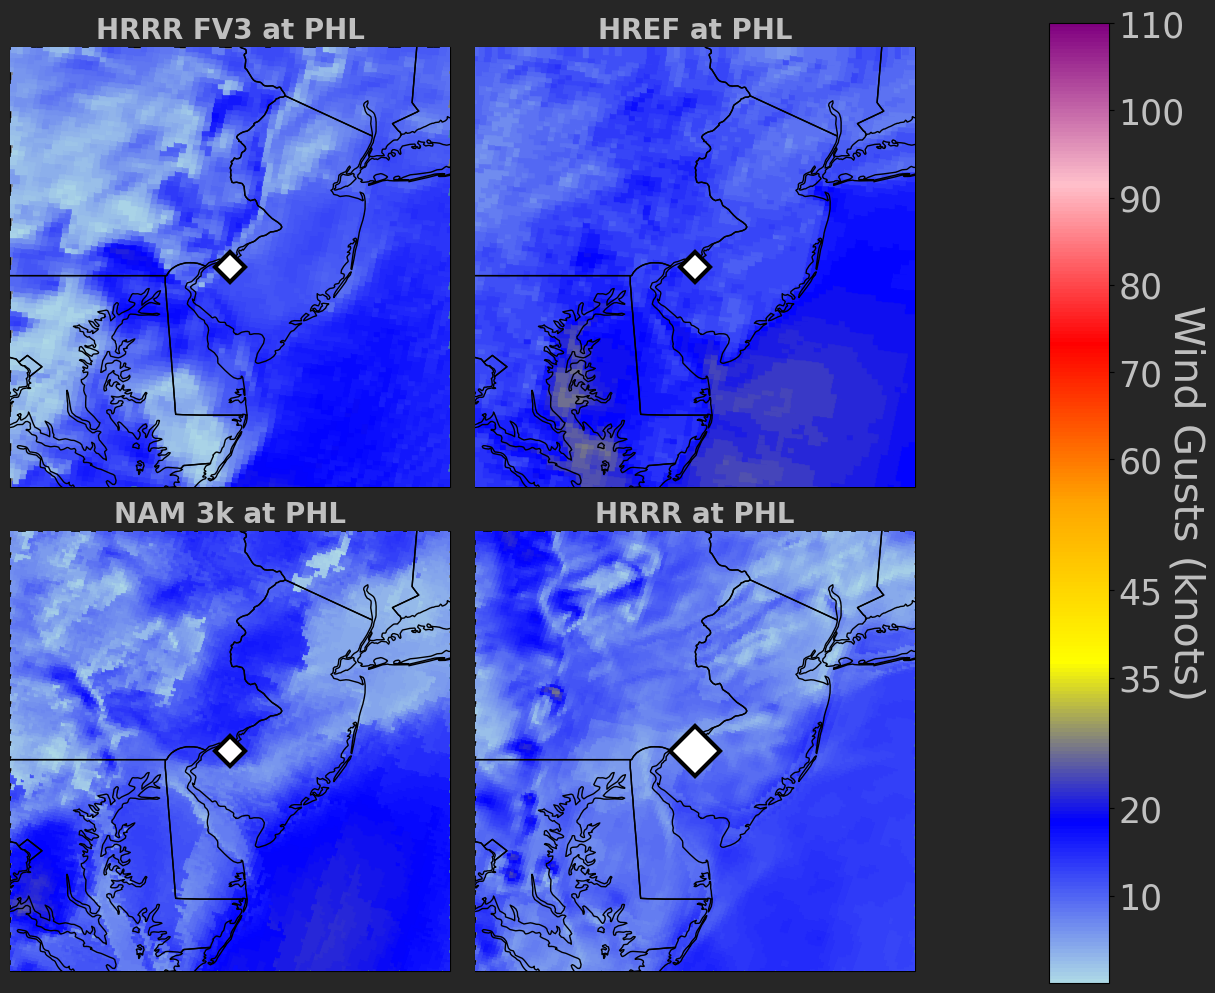 HRRR FV3 at PHL
HREF at PHL
NAM 3k at PHL
HRRR at PHL
110
100
90
80
70
60
45
35
20
10
Wind Gusts (knots)